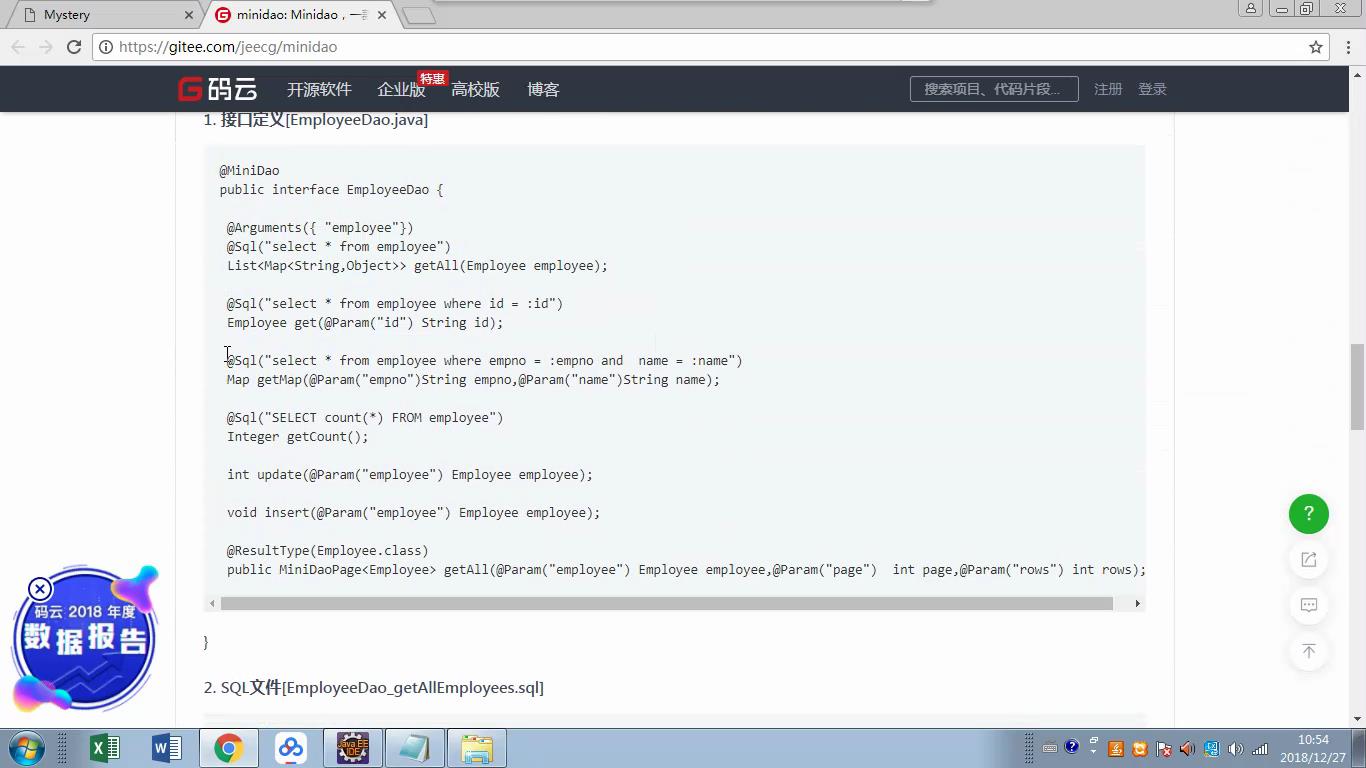 Mystery
minidao: Minidao，一
https://gitee.com/jeecg/minidao
码云
开源软件
企业版
特惠
高校版
博客
搜索项目、代码片段...
注册
登录
1. 接口定义[EmployeeDao.java]
@MiniDao
public interface EmployeeDao {
@Arguments({ "employee"})
@Sql("select * from employee")
List<Map<String,Object>> getAll(Employee employee);
@Sql("select * from employee where id = :id")
Employee get(@Param("id") String id);
@Sql("select * from employee where empno = :empno and  name = :name")
Map getMap(@Param("empno")String empno,@Param("name")String name);
@Sql("SELECT count(*) FROM employee")
Integer getCount();
int update(@Param("employee") Employee employee);
void insert(@Param("employee") Employee employee);
@ResultType(Employee.class)
public MiniDaoPage<Employee> getAll(@Param("employee") Employee employee,@Param("page")  int page,@Param("rows") int rows);
}
2. SQL文件[EmployeeDao_getAllEmployees.sql]
码云 2018 年度
数据报告
Java EE
IDE
10:54
2018/12/27